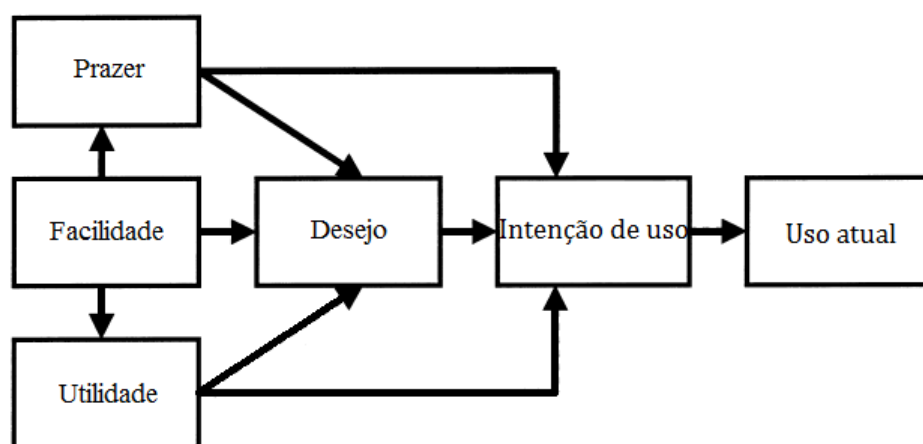 Prazer
Facilidade
Desejo
Intenção de uso
Uso atual
Utilidade